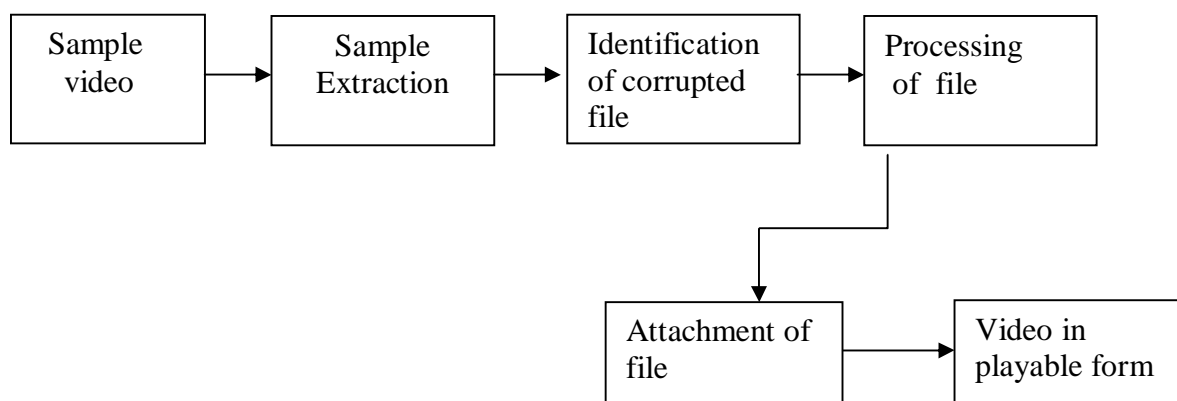 Sample
video
Sample
Extraction
Identification
of corrupted
file
Processing
of file
Attachment of
file
Video in
playable form